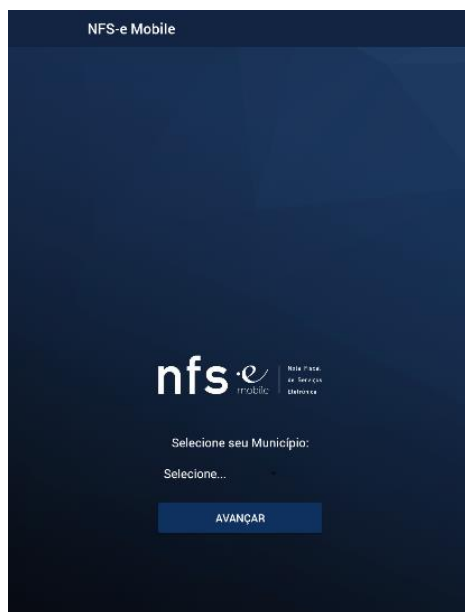 NFS-e Mobile
nfs-e
mobile
Nota Fiscal
de Serviços
Eletrônica
Selecione seu Município:
Selecione...
AVANÇAR